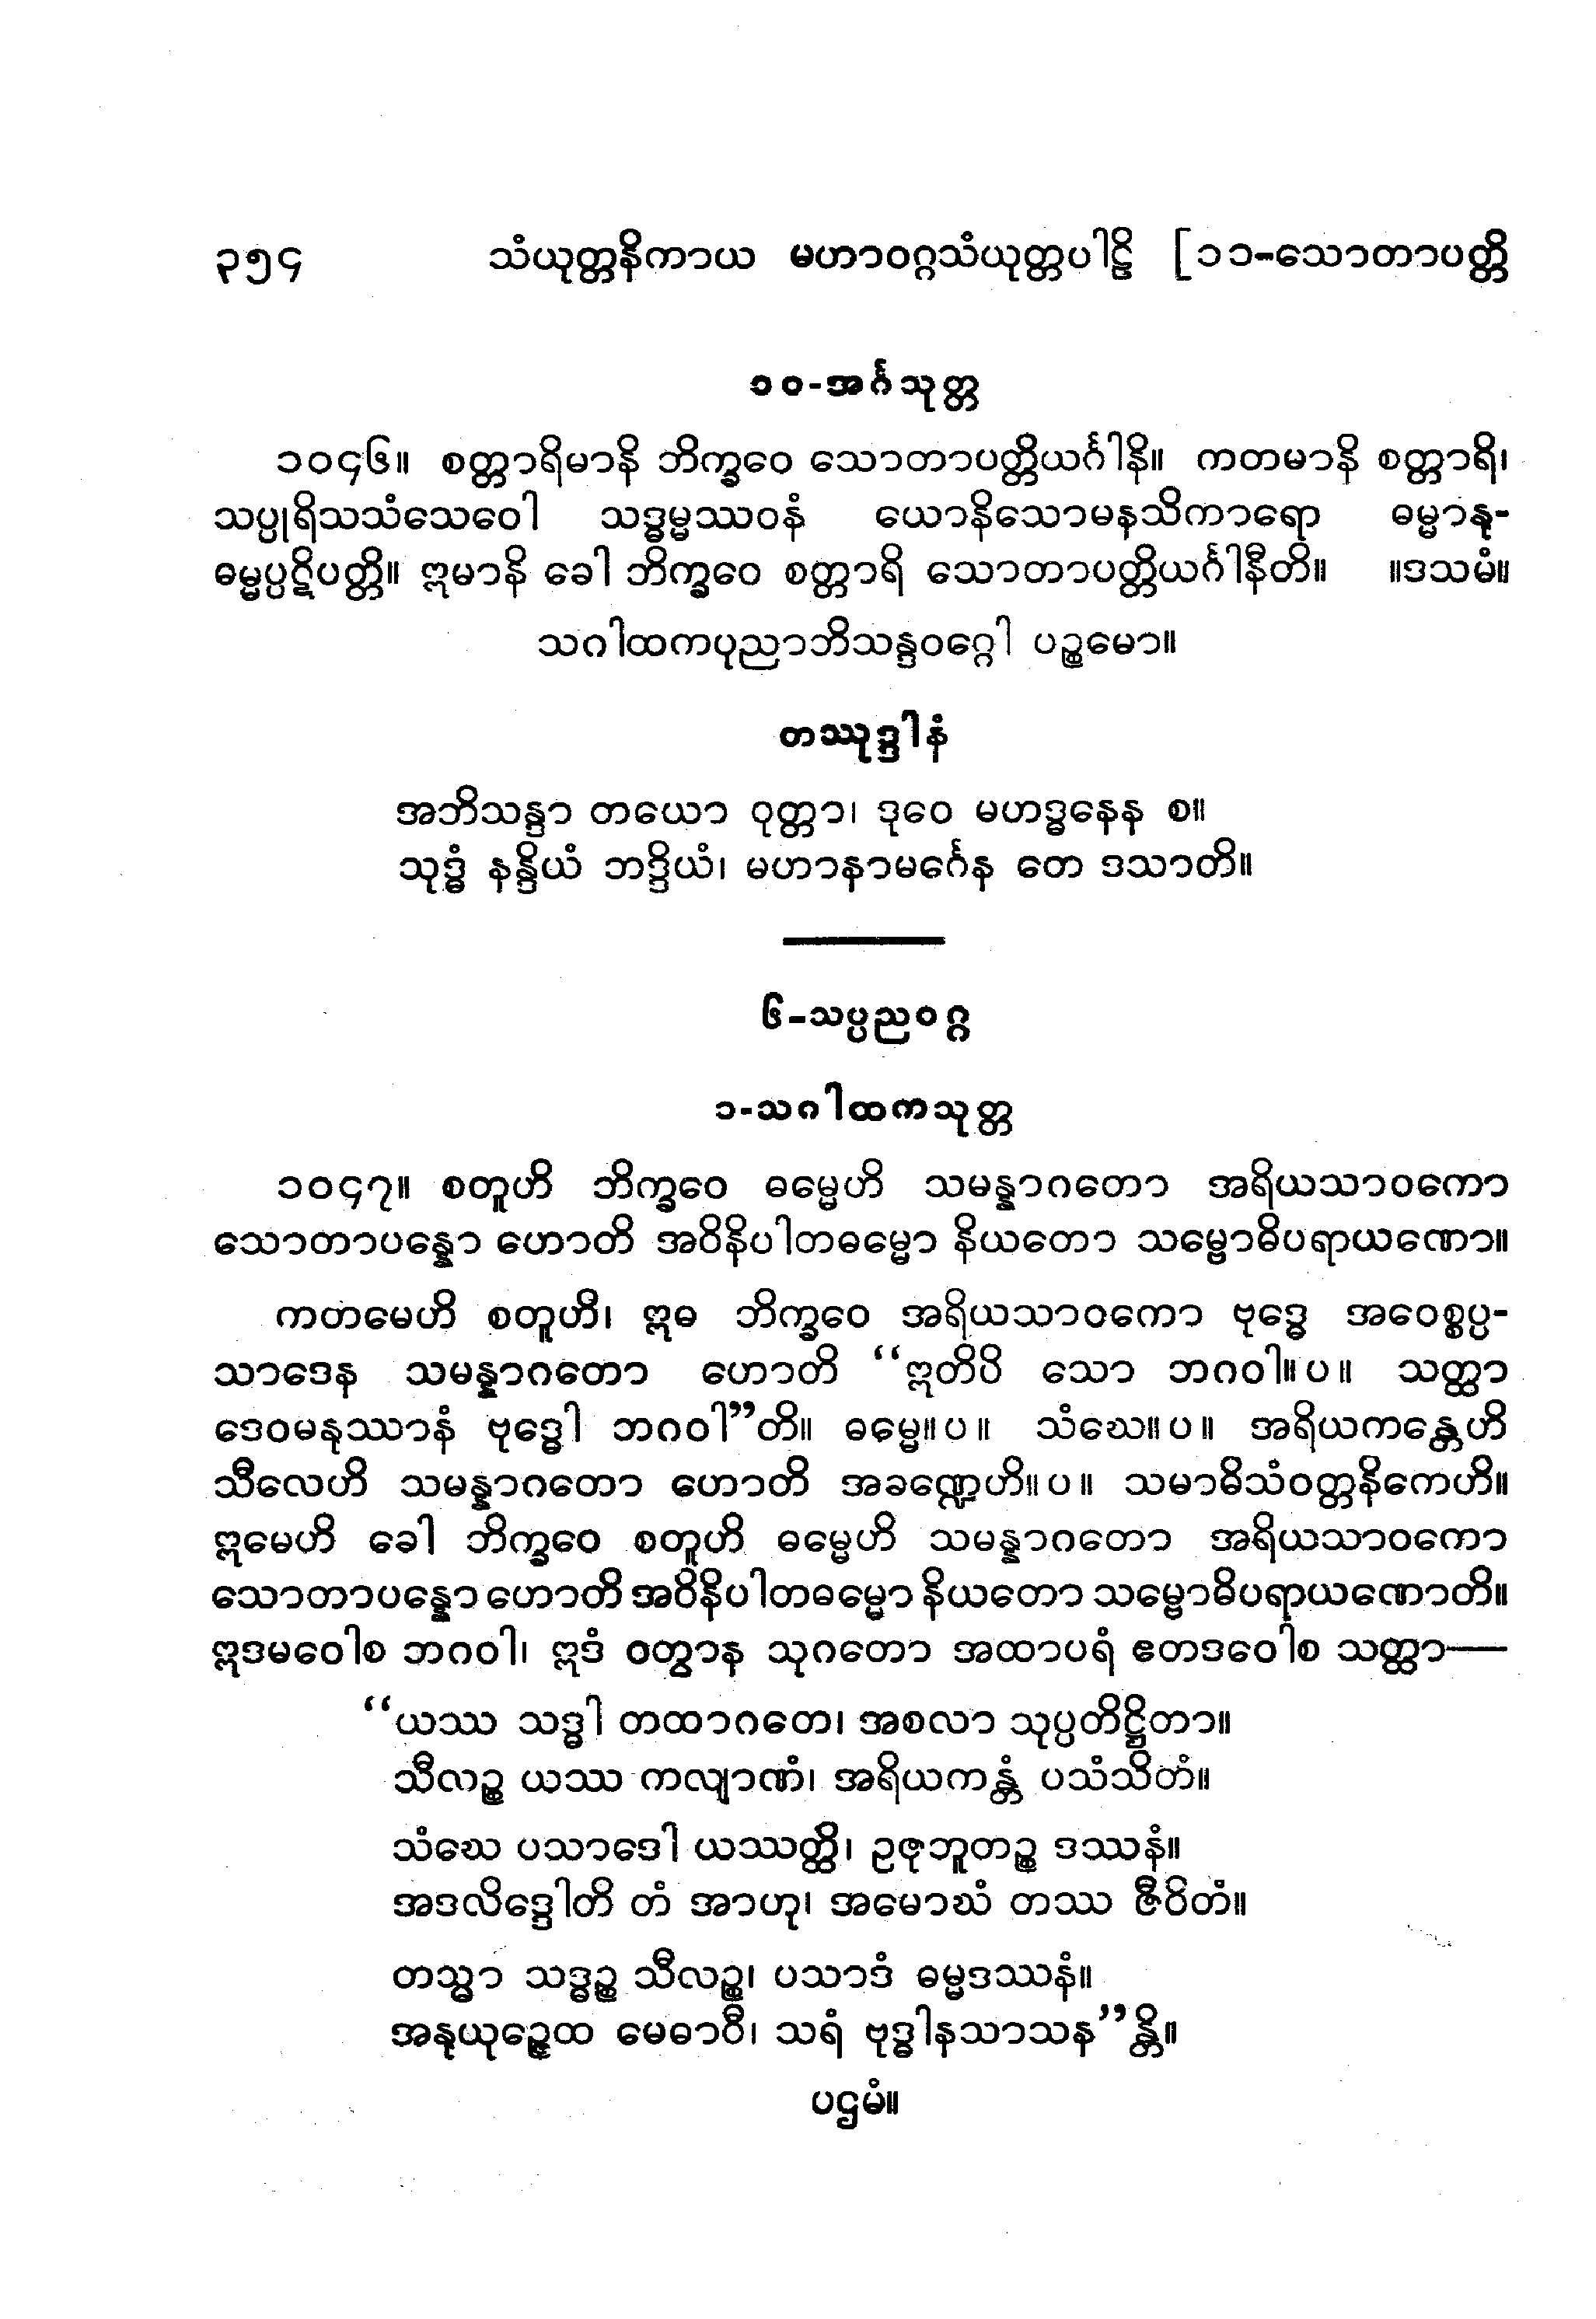 ၃၅၄ သံယုတ္တနိကာယ မဟာဝဂ္ဂသံယုတ္တပါဠိ [၁၁-သောတာပတ္တိ
၁၀-အင်္ဂသုတ္တ
၁၀၄၆။ စတ္တာရိမာနိ ဘိက္ခဝေ သောတာပတ္တိယင်္ဂါနိ။ ကတမာနိ စတ္တာရိ၊
သပ္ပုရိသသံသေဝေါ သဒ္ဓမ္မဿဝနံ ယောနိသောမနသိကာရော ဓမ္မာနု-
ဓမ္မပ္ပဋိပတ္တိ။ ဣမာနိ ခေါ ဘိက္ခဝေ စတ္တာရိ သောတာပတ္တိယင်္ဂါနီတိ။ ။ဒသမံ။
သဂါထကပုညာဘိသန္ဒဝဂ္ဂေါ ပဉ္စမော။
တဿုဒ္ဒါနံ
အဘိသန္ဒာ တယော ဝုတ္တာ၊ ဒုဝေ မဟဒ္ဓနေန စ။
သုဒ္ဓံ နန္ဒိယံ ဘဒ္ဒိယံ၊ မဟာနာမင်္ဂေန တေ ဒသာတိ။
၆-သပ္ပညဝဂ္ဂ
၁-သဂါထကသုတ္တ
၁၀၄၇။ စတူဟိ ဘိက္ခဝေ ဓမ္မေဟိ သမန္နာဂတော အရိယသာဝကော
သောတာပန္နော ဟောတိ အဝိနိပါတဓမ္မော နိယတော သမ္ဗောဓိပရာယဏော။
ကတမေဟိ စတူဟိ၊ ဣဓ ဘိက္ခဝေ အရိယသာဝကော ဗုဒ္ဓေ အဝေစ္စပ္ပ-
သာဒေန သမန္နာဂတော ဟောတိ “ဣတိပိ သော ဘဂဝါ။ပ။ သတ္ထာ
ဒေဝမနုဿာနံ ဗုဒ္ဓေါ ဘဂဝါ”တိ။ ဓမ္မေ။ပ။ သံဃေ။ပ။ အရိယကန္တေဟိ
သီလေဟိ သမန္နာဂတော ဟောတိ အခဏ္ဍေဟိ။ပ။ သမာဓိသံဝတ္တနိကေဟိ။
ဣမေဟိ ခေါ ဘိက္ခဝေ စတူဟိ ဓမ္မေဟိ သမန္နာဂတော အရိယသာဝကော
သောတာပန္နော ဟောတိ အဝိနိပါတဓမ္မော နိယတော သမ္ဗောဓိပရာယဏောတိ။
ဣဒမဝေါစ ဘဂဝါ၊ ဣဒံ ဝတွာန သုဂတော အထာပရံ ဧတဒဝေါစ သတ္ထာ—
“ယဿ သဒ္ဓါ တထာဂတေ၊ အစလာ သုပ္ပတိဋ္ဌိတာ။
သီလဉ္စ ယဿ ကလျာဏံ၊ အရိယကန္တံ ပသံသိတံ။
သံဃေ ပသာဒေါ ယဿတ္ထိ၊ ဥဇုဘူတဉ္စ ဒဿနံ။
အဒလိဒ္ဒေါတိ တံ အာဟု၊ အမောဃံ တဿ ဇီဝိတံ။
တသ္မာ သဒ္ဓဉ္စ သီလဉ္စ၊ ပသာဒံ ဓမ္မဒဿနံ။
အနုယုဉ္ဇေထ မေဓာဝီ၊ သရံ ဗုဒ္ဓါနသာသန”န္တိ။
ပဌမံ။